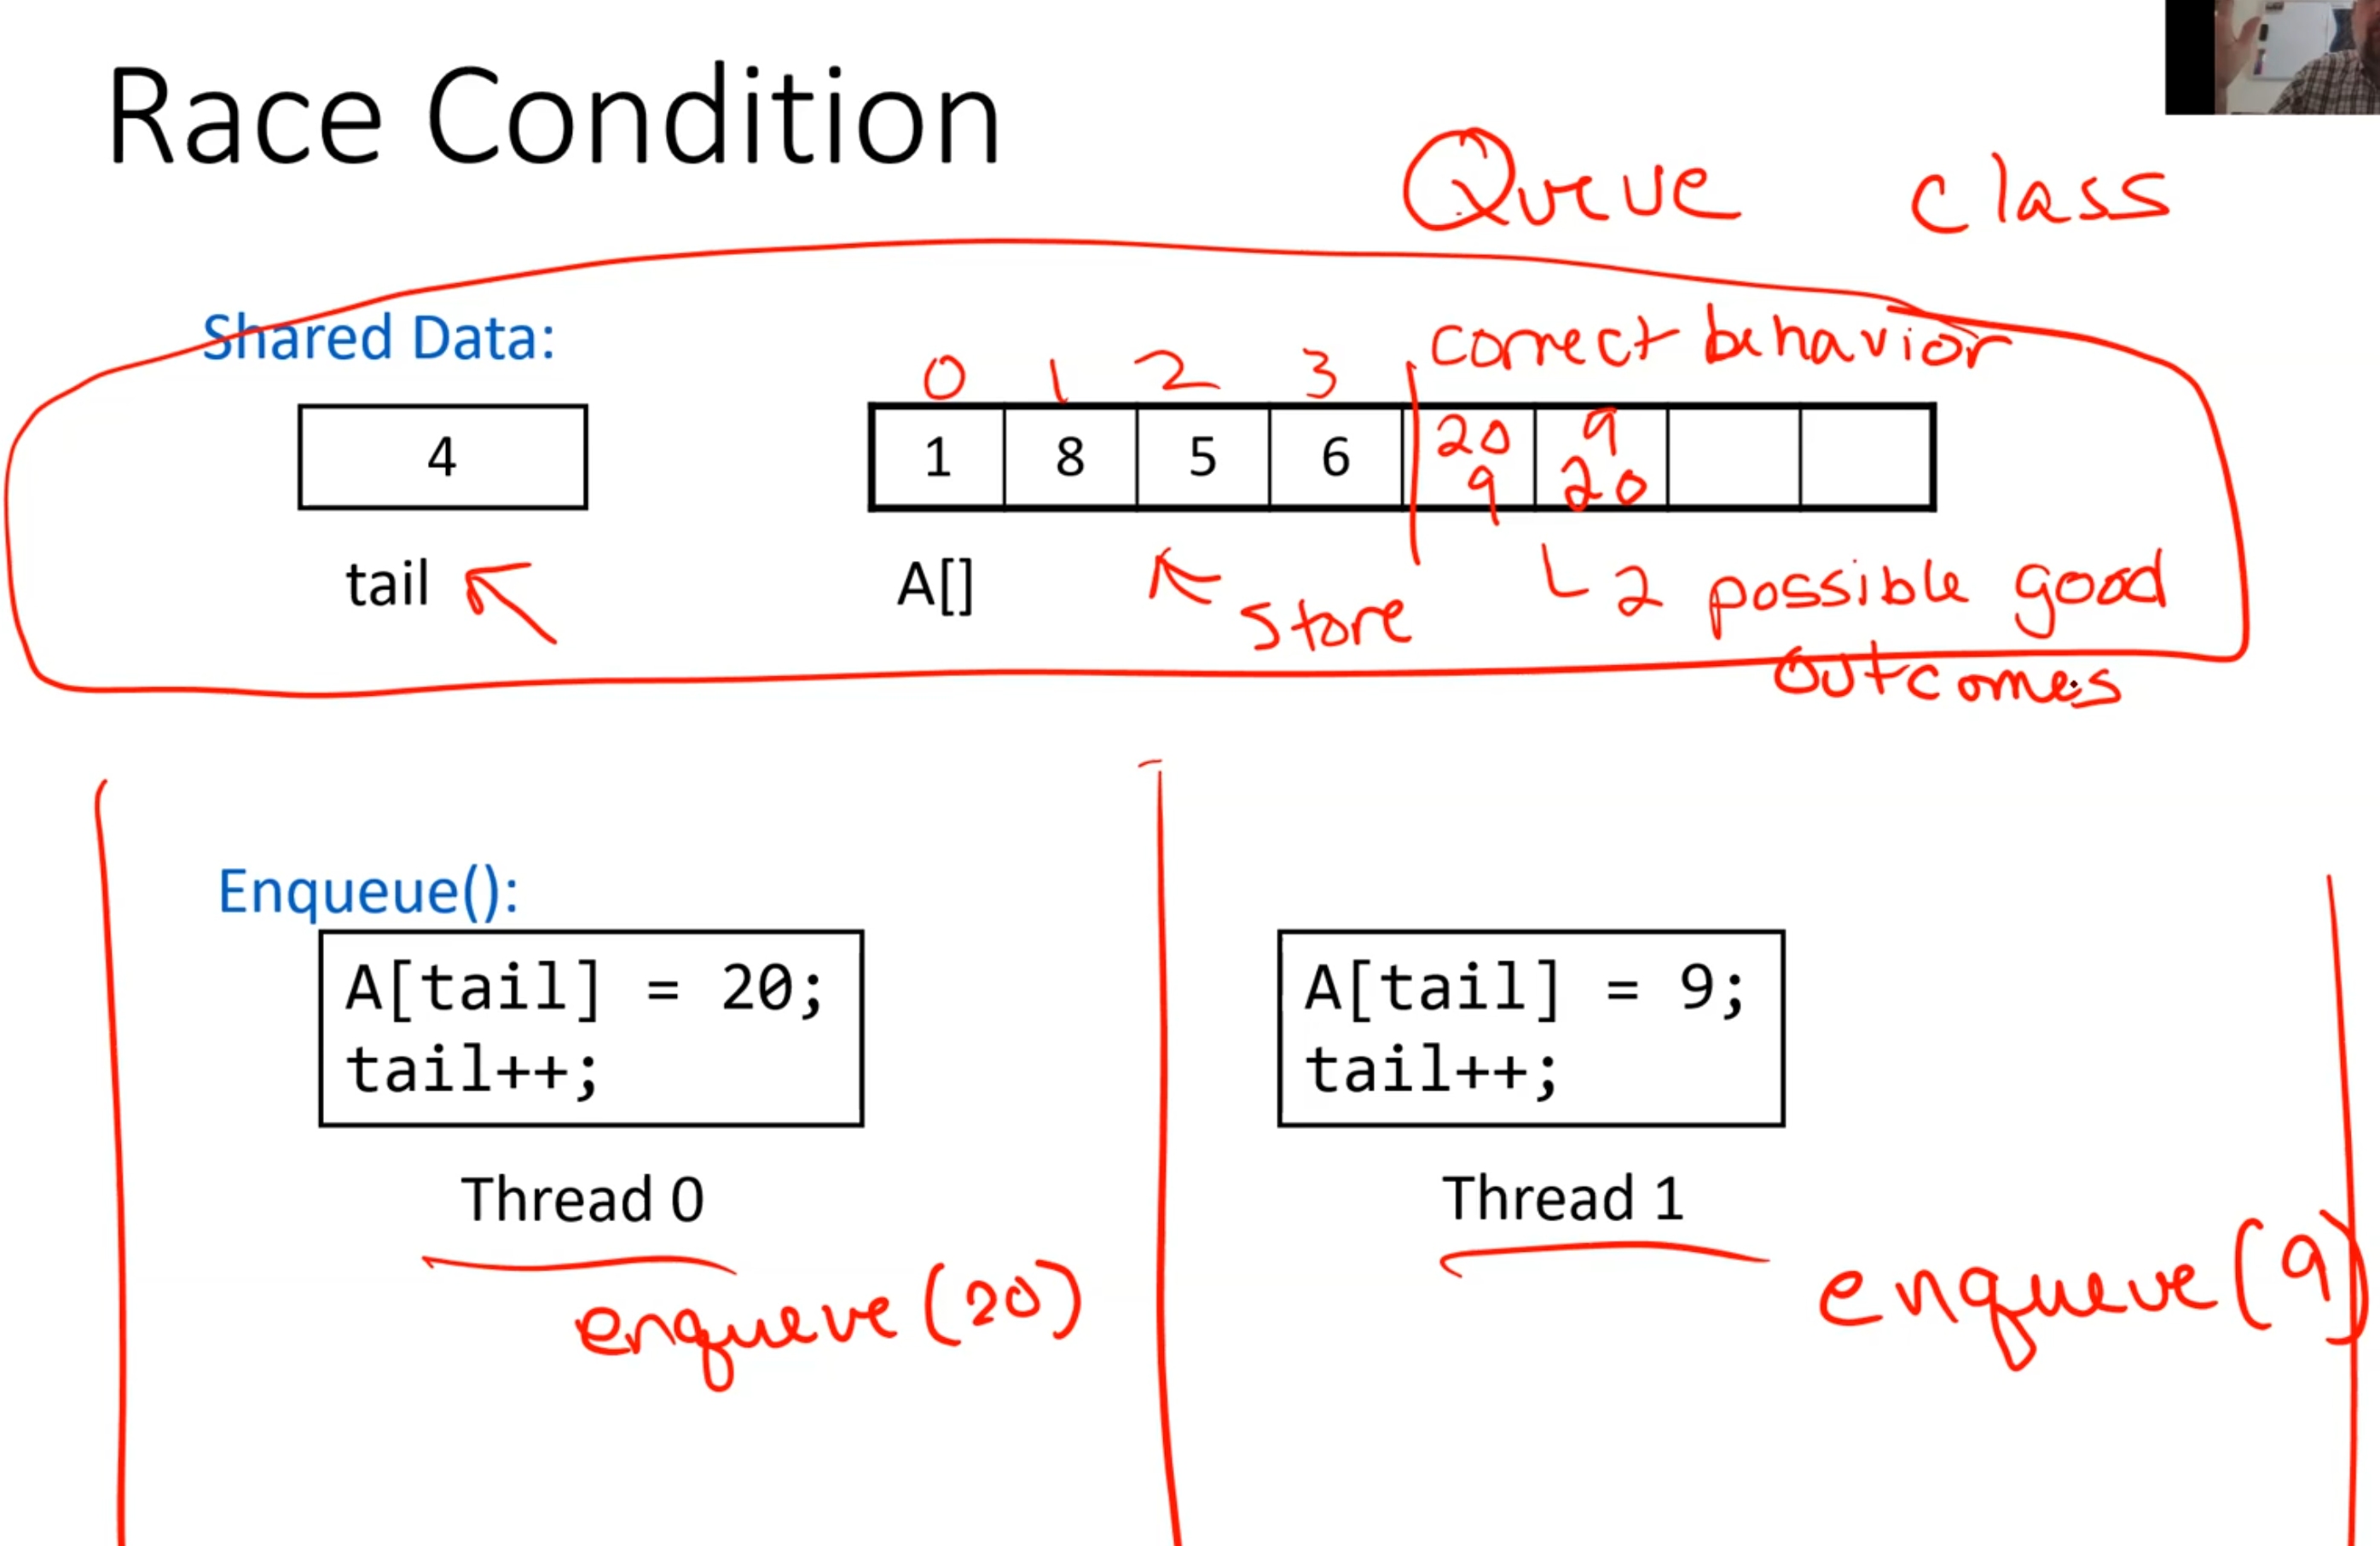 Race Condition
Queue class
Shared Data:
correct behavior
0 1 2 3
4
1 8 5 6 20 9
9 20
tail
A[]
store
2 possible good
outcomes
Enqueue():
A[tail] = 20;
tail++;
Thread 0
enqueue(20)
A[tail] = 9;
tail++;
Thread 1
enqueue(9)